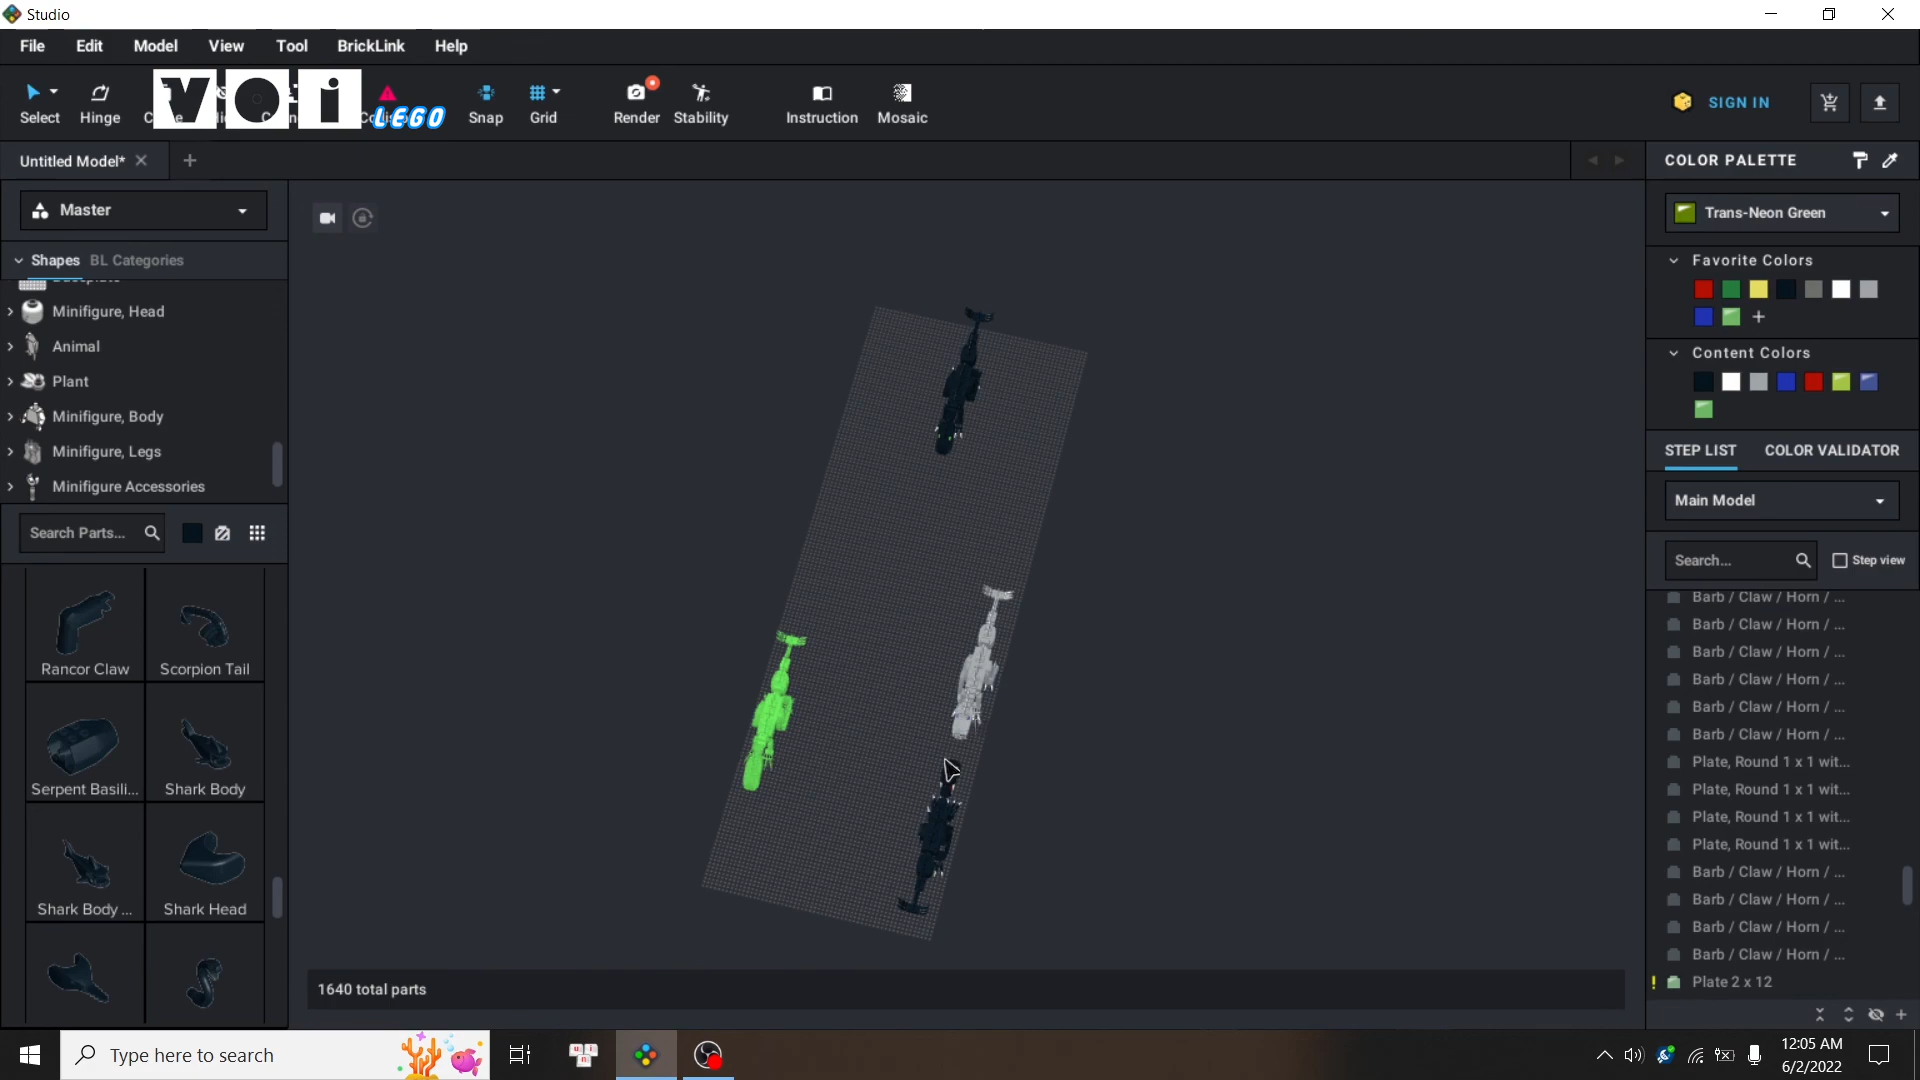 Studio
File Edit Model View Tool BrickLink Help
Select Hinge Snap Grid Render Stability Instruction Mosaic
voi LEGO
SIGN IN
Untitled Model*
COLOR PALETTE
Master
Trans-Neon Green
Shapes BL Categories
Favorite Colors
Baseplate
Minifigure, Head
Animal
Plant
Minifigure, Body
Minifigure, Legs
Minifigure Accessories
Content Colors
STEP LIST COLOR VALIDATOR
Main Model
Search Parts...
Search... Step view
Rancor Claw Scorpion Tail
Serpent Basili... Shark Body
Shark Body ... Shark Head
Barb / Claw / Horn / ...
Barb / Claw / Horn / ...
Barb / Claw / Horn / ...
Barb / Claw / Horn / ...
Barb / Claw / Horn / ...
Barb / Claw / Horn / ...
Plate, Round 1 x 1 wit...
Plate, Round 1 x 1 wit...
Plate, Round 1 x 1 wit...
Plate, Round 1 x 1 wit...
Barb / Claw / Horn / ...
Barb / Claw / Horn / ...
Barb / Claw / Horn / ...
Barb / Claw / Horn / ...
Plate 2 x 12
1640 total parts
Type here to search
12:05 AM
6/2/2022